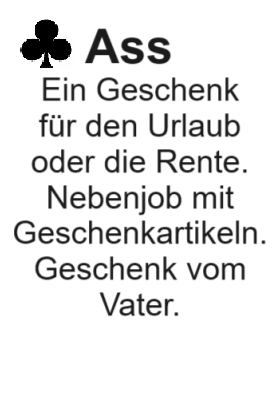 Ass
Ein Geschenk
für den Urlaub
oder die Rente.
Nebenjob mit
Geschenkartikeln.
Geschenk vom
Vater.